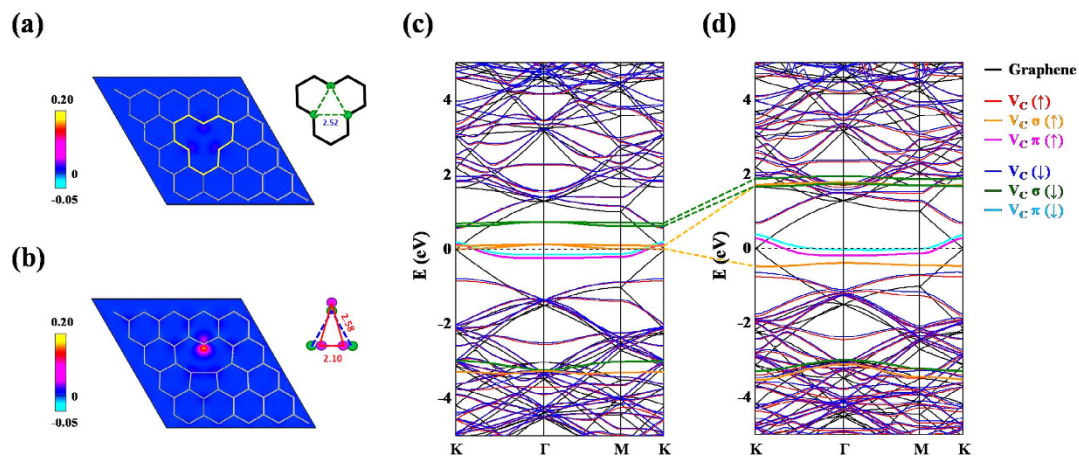 (a)
0.20
0
-0.05
2.52
(b)
0.20
0
-0.05
2.58
2.10
(c)
E (eV)
4
2
0
-2
-4
K Γ M K
(d)
E (eV)
4
2
0
-2
-4
K Γ M K
Graphene
V_C (↑)
V_C σ (↑)
V_C π (↑)
V_C (↓)
V_C σ (↓)
V_C π (↓)